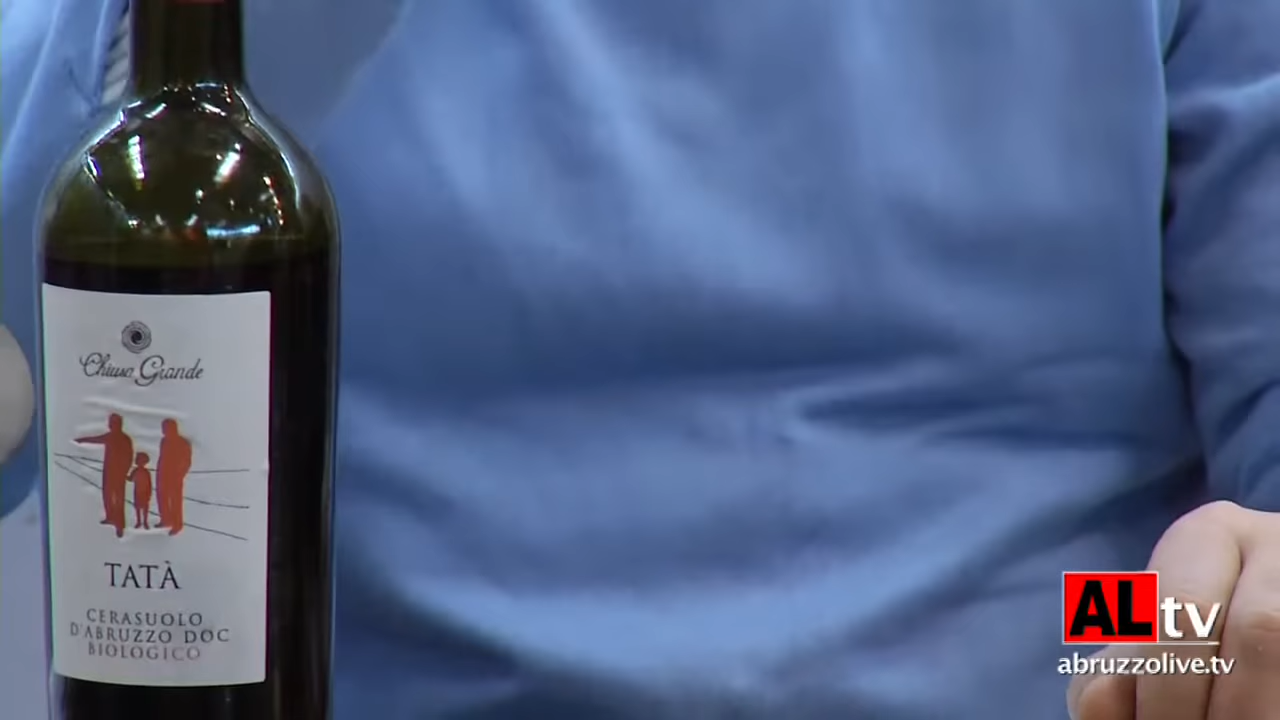 Chiusa Grande
TATÀ
CERASUOLO
D'ABRUZZO DOC
BIOLOGICO
ALtv
abruzzolive.tv